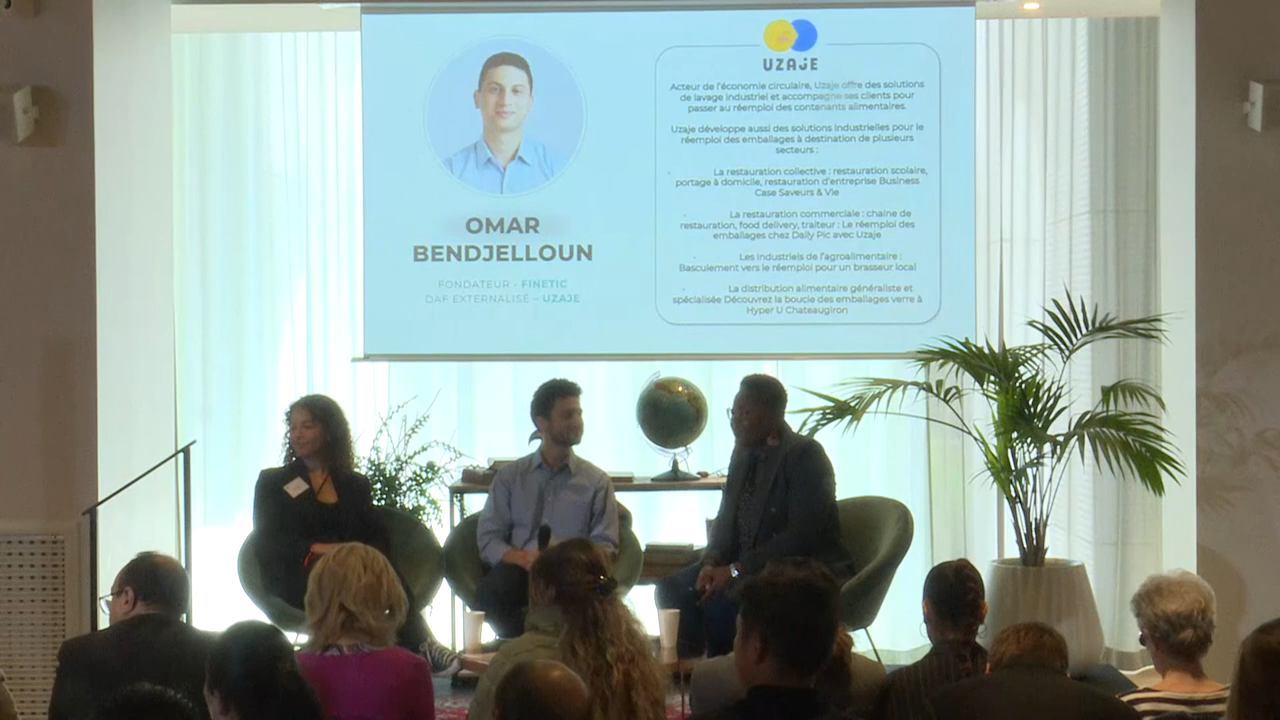 OMAR
BENDJELLOUN
FONDATEUR - FINETIC
DAF EXTERNALISÉ – UZAJE
UZAJE
Acteur de l'économie circulaire, Uzaje offre des solutions
de lavage industriel et accompagne ses clients pour
passer au réemploi des contenants alimentaires.
Uzaje développe aussi des solutions industrielles pour le
réemploi des emballages à destination de plusieurs
secteurs :
· La restauration collective : restauration scolaire,
portage à domicile, restauration d'entreprise Business
Case Saveurs & Vie
· La restauration commerciale : chaine de
restauration, food delivery, traiteur : Le réemploi des
emballages chez Daily Pic avec Uzaje
· Les industriels de l'agroalimentaire :
Basculement vers le réemploi pour un brasseur local
· La distribution alimentaire généraliste et
spécialisée Découvrez la boucle des emballages verre à
Hyper U Chateaugiron